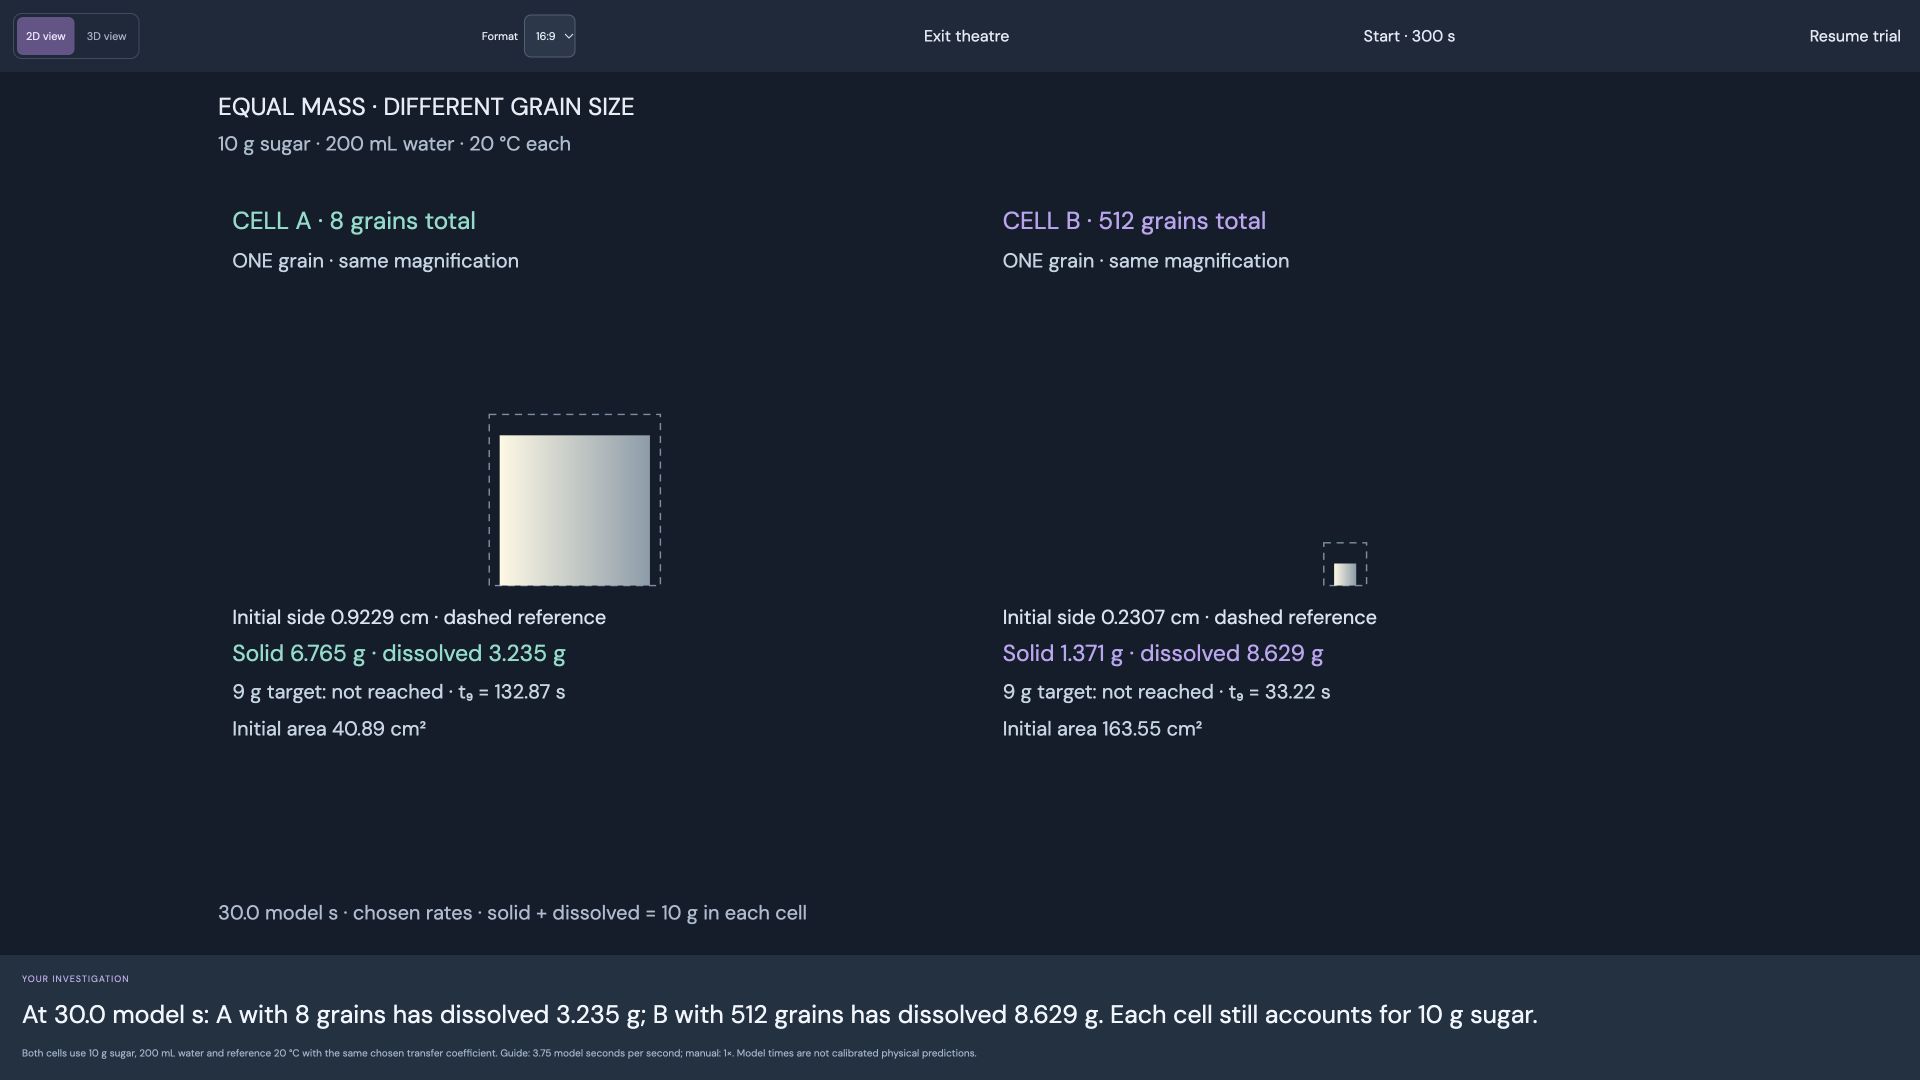 2D view 3D view Format 16:9 Exit theatre Start · 300 s Resume trial
EQUAL MASS · DIFFERENT GRAIN SIZE
10 g sugar · 200 mL water · 20 °C each
CELL A · 8 grains total
ONE grain · same magnification
Initial side 0.9229 cm · dashed reference
Solid 6.765 g · dissolved 3.235 g
9 g target: not reached · t₉ = 132.87 s
Initial area 40.89 cm²
CELL B · 512 grains total
ONE grain · same magnification
Initial side 0.2307 cm · dashed reference
Solid 1.371 g · dissolved 8.629 g
9 g target: not reached · t₉ = 33.22 s
Initial area 163.55 cm²
30.0 model s · chosen rates · solid + dissolved = 10 g in each cell
YOUR INVESTIGATION
At 30.0 model s: A with 8 grains has dissolved 3.235 g; B with 512 grains has dissolved 8.629 g. Each cell still accounts for 10 g sugar.
Both cells use 10 g sugar, 200 mL water and reference 20 °C with the same chosen transfer coefficient. Guide: 3.75 model seconds per second; manual: 1×. Model times are not calibrated physical predictions.